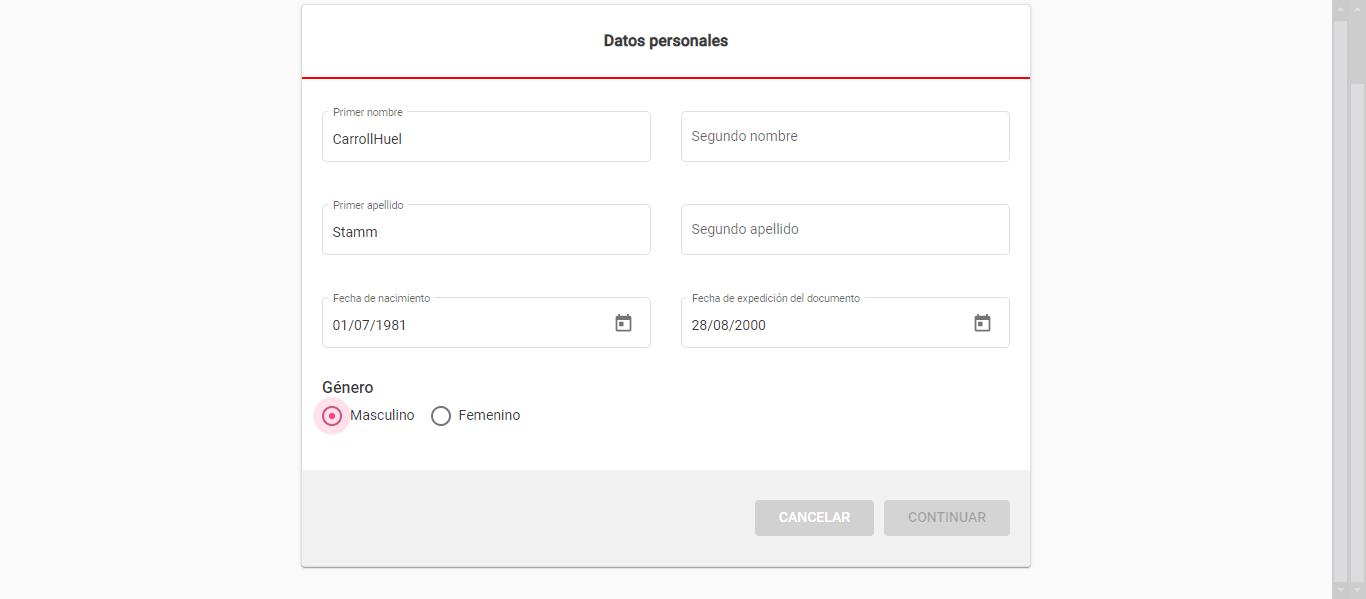 Datos personales
Primer nombre
CarrollHuel
Segundo nombre
Primer apellido
Stamm
Segundo apellido
Fecha de nacimiento
01/07/1981
Fecha de expedición del documento
28/08/2000
Género
Masculino
Femenino
CANCELAR
CONTINUAR